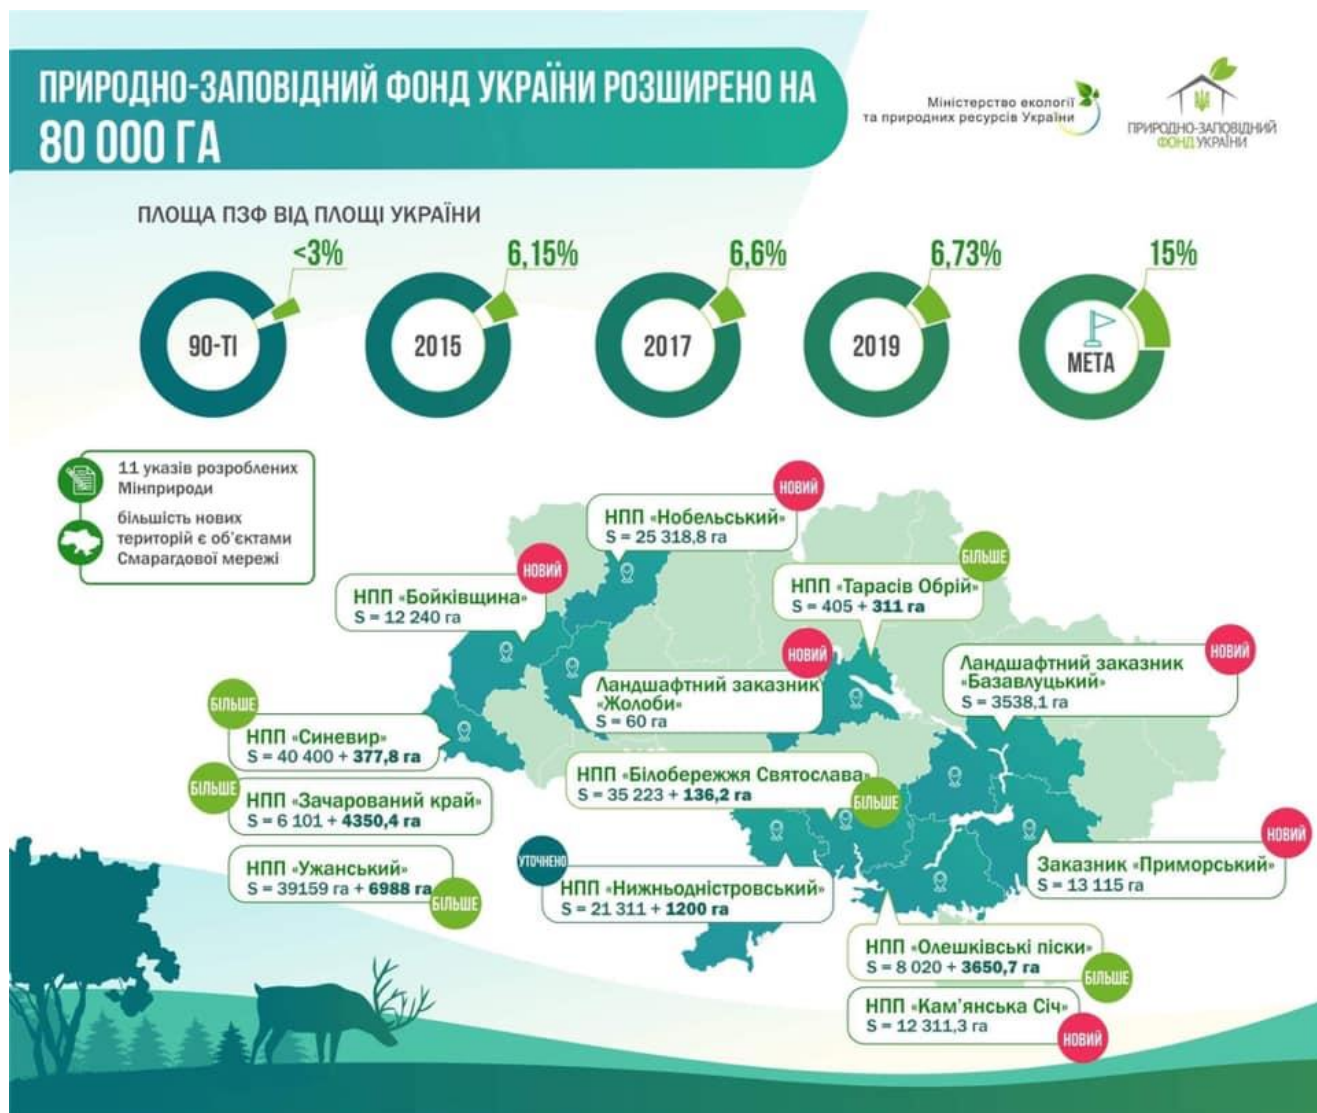 ПРИРОДНО-ЗАПОВІДНИЙ ФОНД УКРАЇНИ РОЗШИРЕНО НА
80 000 ГА
Міністерство екології
та природних ресурсів України
ПРИРОДНО-ЗАПОВІДНИЙ
ФОНД УКРАЇНИ
ПЛОЩА ПЗФ ВІД ПЛОЩІ УКРАЇНИ
<3%
6,15%
6,6%
6,73%
15%
90-ТІ
2015
2017
2019
МЕТА
11 указів розроблених
Мінприроди
більшість нових
територій є об'єктами
Смарагдової мережі
НОВИЙ
НПП «Нобельський»
S = 25 318,8 га
НОВИЙ
НПП «Бойківщина»
S = 12 240 га
БІЛЬШЕ
НПП «Тарасів Обрій»
S = 405 + 311 га
НОВИЙ
Ландшафтний заказник
«Жолоби»
S = 60 га
НОВИЙ
Ландшафтний заказник
«Базавлуцький»
S = 3538,1 га
БІЛЬШЕ
НПП «Синевир»
S = 40 400 + 377,8 га
БІЛЬШЕ
НПП «Зачарований край»
S = 6 101 + 4350,4 га
НПП «Ужанський»
S = 39159 га + 6988 га
БІЛЬШЕ
НПП «Білобережжя Святослава»
S = 35 223 + 136,2 га
БІЛЬШЕ
УТОЧНЕНО
НПП «Нижньодністровський»
S = 21 311 + 1200 га
НОВИЙ
Заказник «Приморський»
S = 13 115 га
НПП «Олешківські піски»
S = 8 020 + 3650,7 га
БІЛЬШЕ
НПП «Кам'янська Січ»
S = 12 311,3 га
НОВИЙ